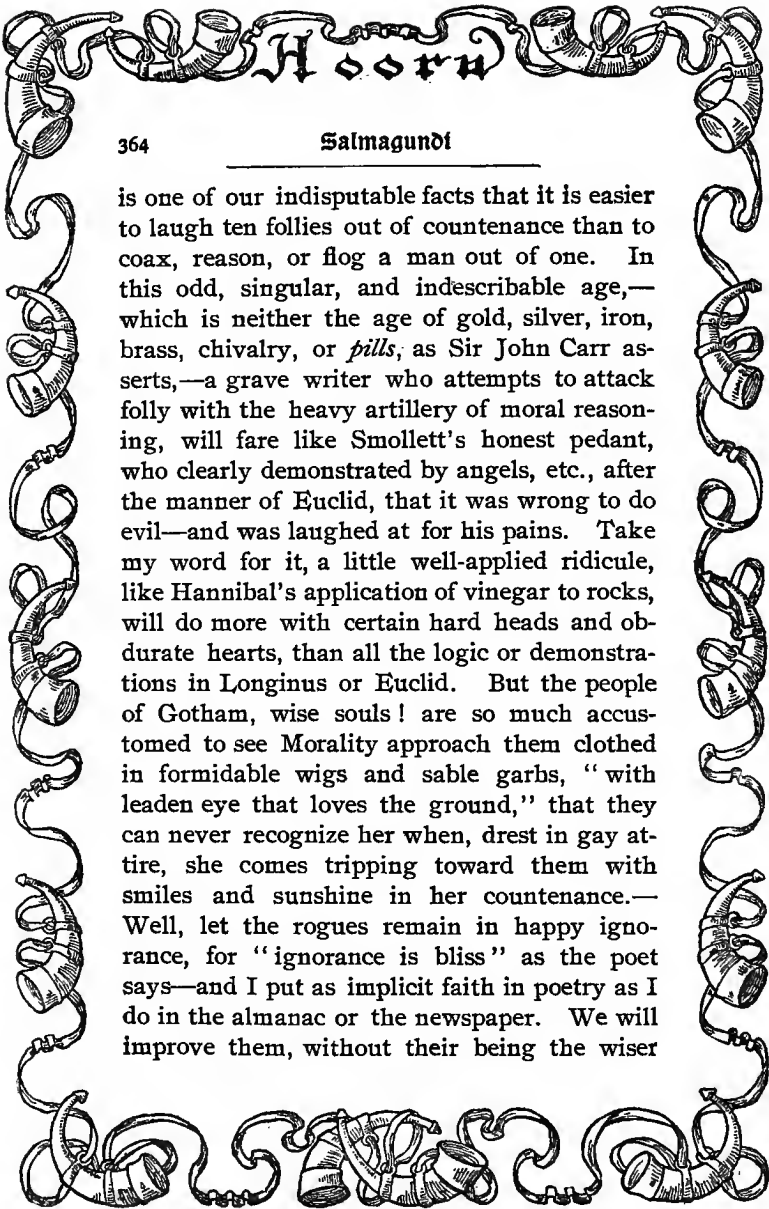 Hoorn
364 Salmagundi
is one of our indisputable facts that it is easier
to laugh ten follies out of countenance than to
coax, reason, or flog a man out of one. In
this odd, singular, and indescribable age,—
which is neither the age of gold, silver, iron,
brass, chivalry, or pills, as Sir John Carr as-
serts,—a grave writer who attempts to attack
folly with the heavy artillery of moral reason-
ing, will fare like Smollett's honest pedant,
who clearly demonstrated by angels, etc., after
the manner of Euclid, that it was wrong to do
evil—and was laughed at for his pains. Take
my word for it, a little well-applied ridicule,
like Hannibal's application of vinegar to rocks,
will do more with certain hard heads and ob-
durate hearts, than all the logic or demonstra-
tions in Longinus or Euclid. But the people
of Gotham, wise souls ! are so much accus-
tomed to see Morality approach them clothed
in formidable wigs and sable garbs, "with
leaden eye that loves the ground," that they
can never recognize her when, drest in gay at-
tire, she comes tripping toward them with
smiles and sunshine in her countenance.—
Well, let the rogues remain in happy igno-
rance, for "ignorance is bliss" as the poet
says—and I put as implicit faith in poetry as I
do in the almanac or the newspaper. We will
improve them, without their being the wiser